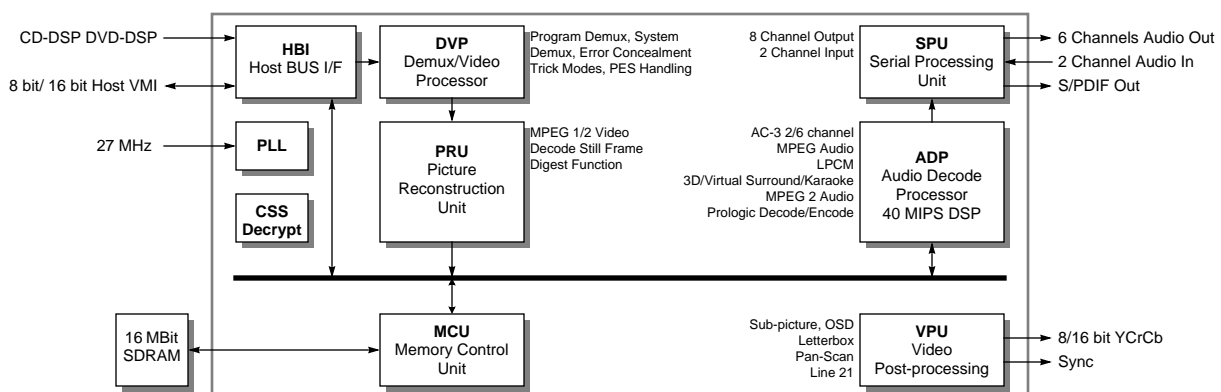 CD-DSP DVD-DSP
8 bit/ 16 bit Host VMI
27 MHz
HBI
Host BUS I/F
PLL
CSS
Decrypt
DVP
Demux/Video
Processor
Program Demux, System
Demux, Error Concealment
Trick Modes, PES Handling
PRU
Picture
Reconstruction
Unit
MPEG 1/2 Video
Decode Still Frame
Digest Function
8 Channel Output
2 Channel Input
SPU
Serial Processing
Unit
6 Channels Audio Out
2 Channel Audio In
S/PDIF Out
AC-3 2/6 channel
MPEG Audio
LPCM
3D/Virtual Surround/Karaoke
MPEG 2 Audio
Prologic Decode/Encode
ADP
Audio Decode
Processor
40 MIPS DSP
16 MBit
SDRAM
MCU
Memory Control
Unit
Sub-picture, OSD
Letterbox
Pan-Scan
Line 21
VPU
Video
Post-processing
8/16 bit YCrCb
Sync